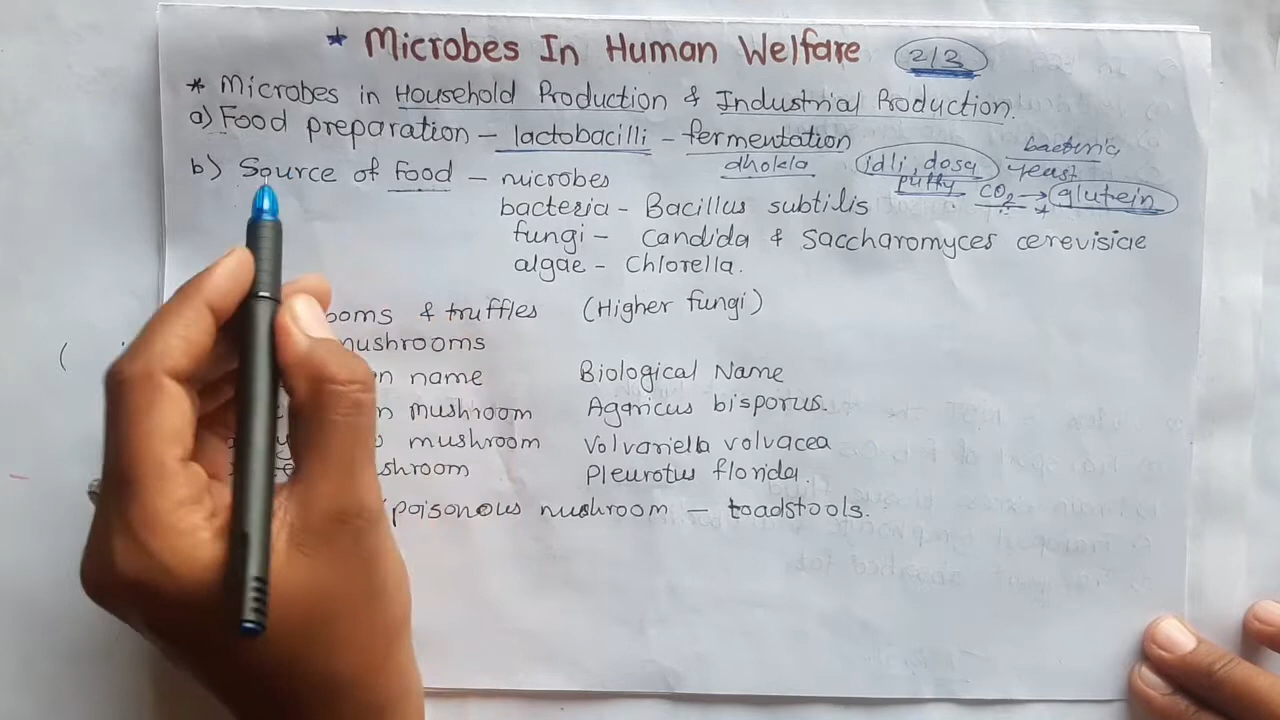 * Microbes In Human Welfare 2/3
* Microbes in Household Production & Industrial Production.
a) Food preparation - lactobacilli - fermentation
dhola idli, dosa bacteria, yeast
puffy CO2 → glutein
b) Source of food - microbes
bacteria - Bacillus subtilis
fungi - Candida & Saccharomyces cerevisiae
algae - Chlorella.
ooms & truffles (Higher fungi)
mushrooms
n name Biological Name
n mushroom Agaricus bisporus.
mushroom Volvariella volvacea
shroom Pleurotus florida.
poisonous mushroom - toadstools.